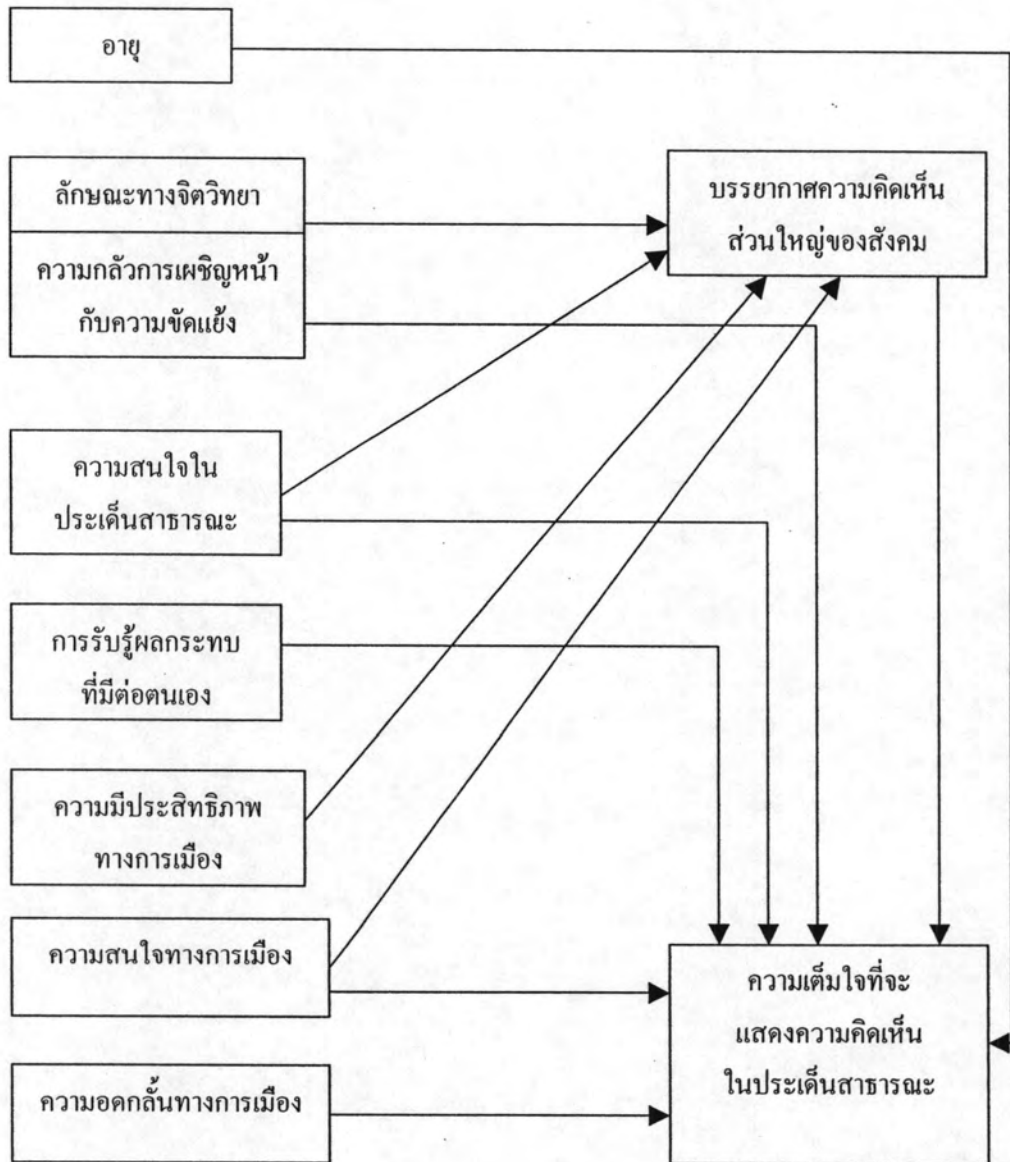 อายุ
ลักษณะทางจิตวิทยา
ความกลัวการเผชิญหน้า
กับความขัดแย้ง
บรรยากาศความคิดเห็น
ส่วนใหญ่ของสังคม
ความสนใจใน
ประเด็นสาธารณะ
การรับรู้ผลกระทบ
ที่มีต่อตนเอง
ความมีประสิทธิภาพ
ทางการเมือง
ความสนใจทางการเมือง
ความอดกลั้นทางการเมือง
ความเต็มใจที่จะ
แสดงความคิดเห็น
ในประเด็นสาธารณะ